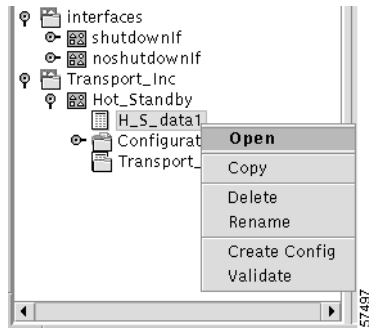 interfaces
shutdownIf
noshutdownIf
Transport_Inc
Hot_Standby
H_S_data1
Configurat
Transport_
Open
Copy
Delete
Rename
Create Config
Validate
57497